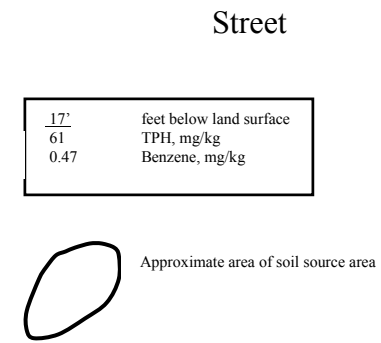 Street
17’ feet below land surface
61 TPH, mg/kg
0.47 Benzene, mg/kg
Approximate area of soil source area